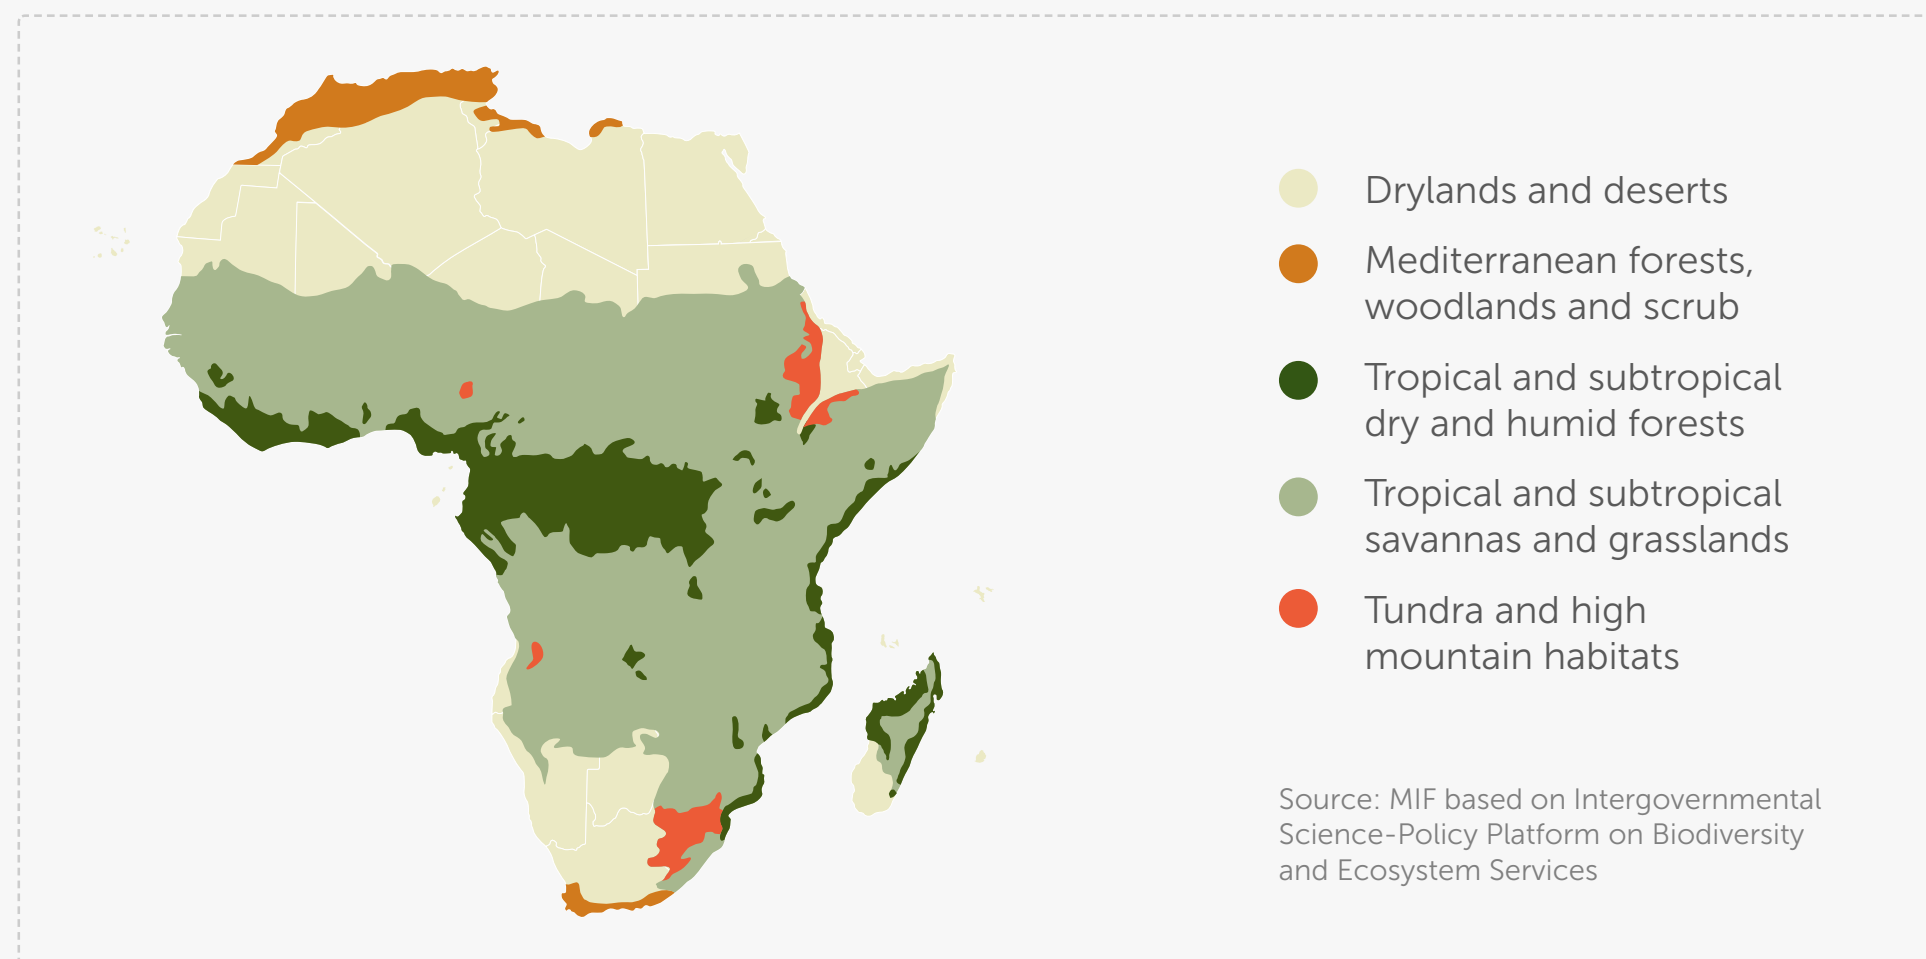 Drylands and deserts
Mediterranean forests,
woodlands and scrub
Tropical and subtropical
dry and humid forests
Tropical and subtropical
savannas and grasslands
Tundra and high
mountain habitats
Source: MIF based on Intergovernmental
Science-Policy Platform on Biodiversity
and Ecosystem Services